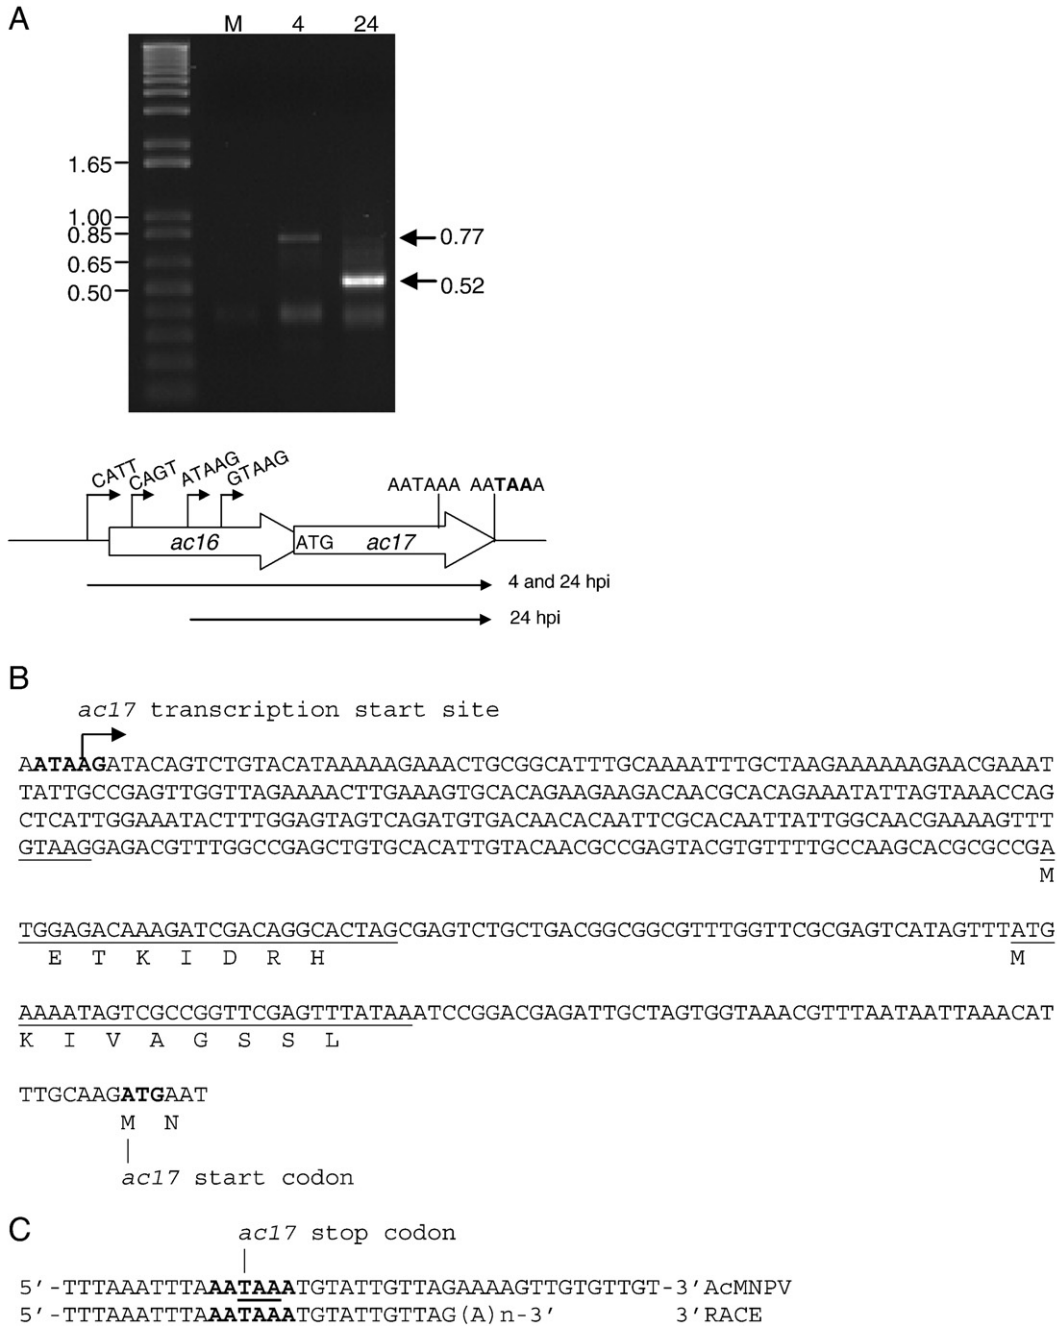 A
M 4 24
1.65
1.00
0.85
0.65
0.50
0.77
0.52
CATT CAGT ATAAG GTAAG
AATAAA AATAAA
ac16 ATG ac17
4 and 24 hpi
24 hpi
B
ac17 transcription start site
AATAAGATACAGTCTGTACATAAAAAGAAACTGCGGCATTTGCAAAATTTGCTAAGAAAAAAGAACGAAAT
TATTGCCGAGTTGGTTAGAAAACTTGAAAGTGCACAGAAGAAGACAACGCACAGAAATATTAGTAAACCAG
CTCATTGGAAATACTTTGGAGTAGTCAGATGTGACAACACAATTCGCACAATTATTGGCAACGAAAAGTTT
GTAAGGAGACGTTTGGCCGAGCTGTGCACATTGTACAACGCCGAGTACGTGTTTTGCCAAGCACGCGCCGA
M
TGGAGACAAAGATCGACAGGCACTAGCGAGTCTGCTGACGGCGGCGTTTGGTTCGCGAGTCATAGTTTATG
E T K I D R H M
AAAATAGTCGCCGGTTCGAGTTTATAAATCCGGACGAGATTGCTAGTGGTAAACGTTTAATAATTAAACAT
K I V A G S S L
TTGCAAGATGAAT
M N
ac17 start codon
C
ac17 stop codon
5'-TTTAAATTTAAATAAATGTATTGTTAGAAAAGTTGTGTTGT-3'AcMNPV
5'-TTTAAATTTAAATAAATGTATTGTTAG(A)n-3' 3'RACE